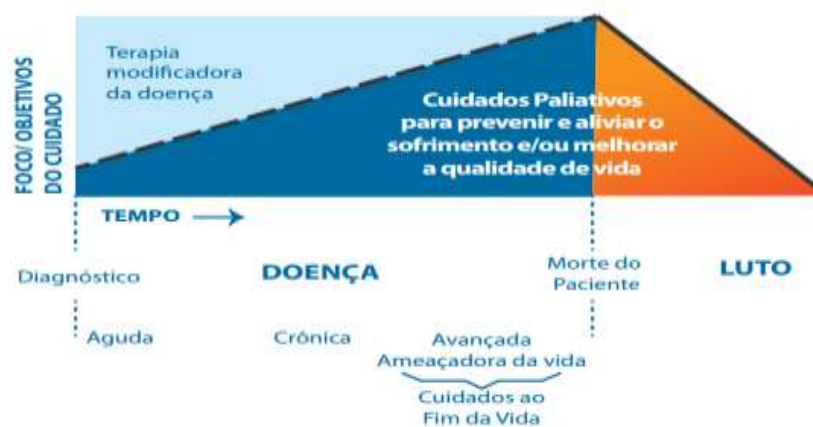 FOCO/ OBJETIVOS
DO CUIDADO
Terapia
modificadora
da doença
Cuidados Paliativos
para prevenir e aliviar o
sofrimento e/ou melhorar
a qualidade de vida
TEMPO
Diagnóstico
DOENÇA
Morte do
Paciente
LUTO
Aguda
Crônica
Avançada
Ameaçadora da vida
Cuidados ao
Fim da Vida